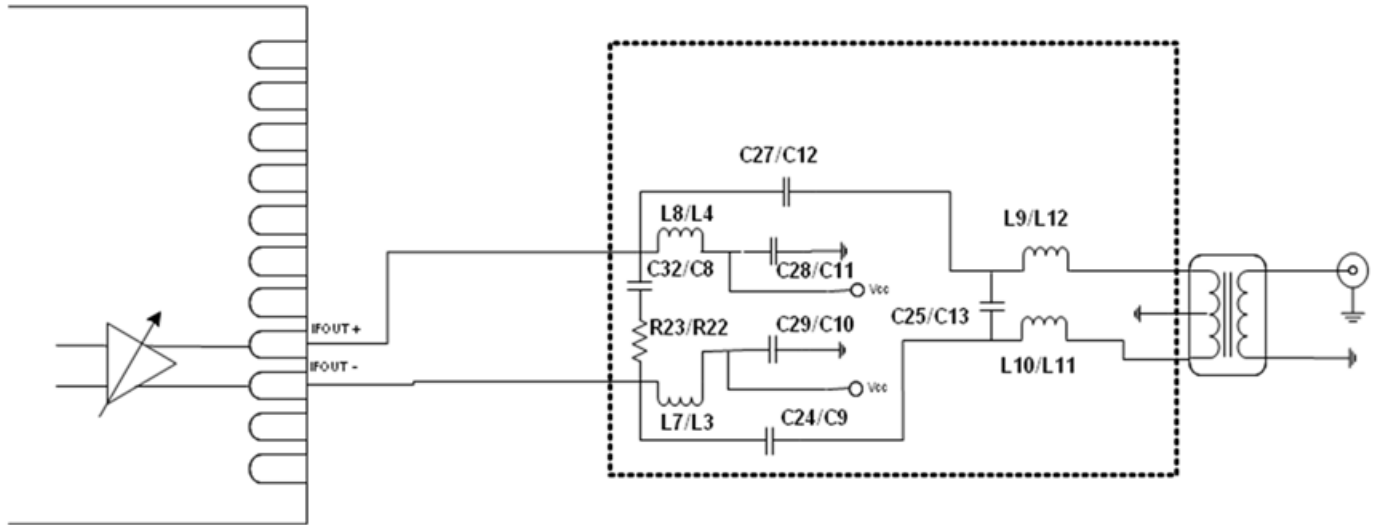 C27/C12
L8/L4
L9/L12
C32/C8
C28/C11
Vcc
C25/C13
R23/R22
C29/C10
IFOUT +
IFOUT -
L10/L11
Vcc
L7/L3
C24/C9